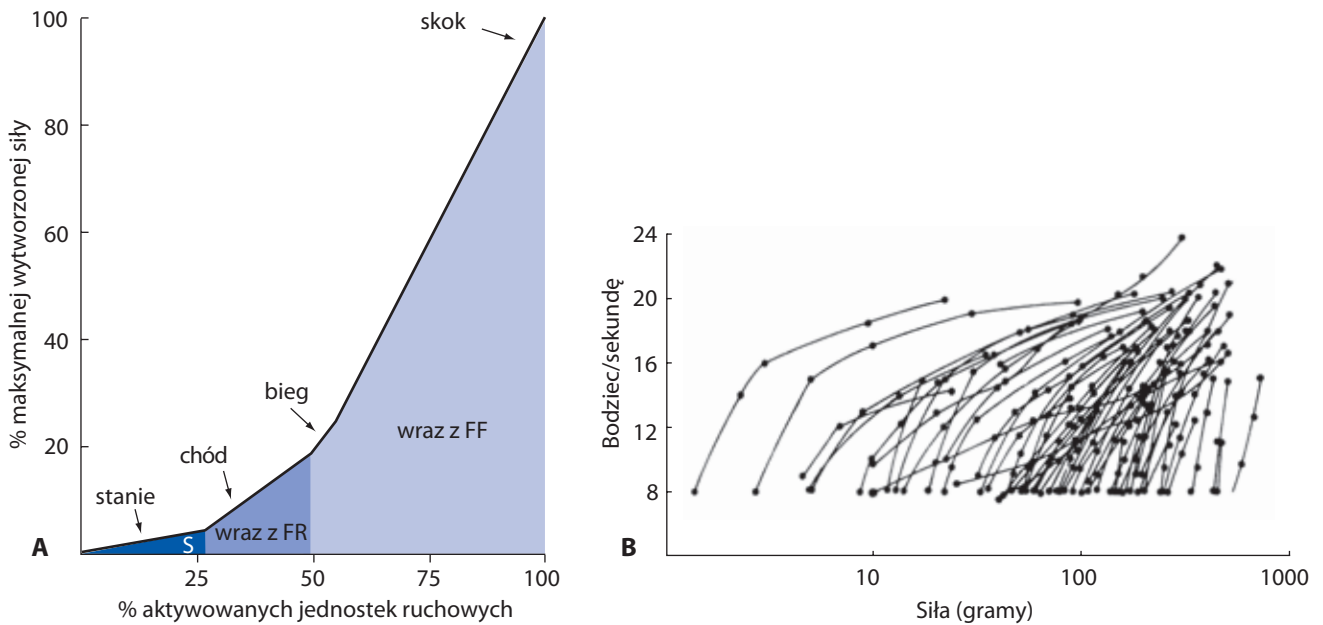 % maksymalnej wytworzonej siły
100
80
60
40
20
skok
bieg
chód
stanie
S
wraz z FR
wraz z FF
A
25
50
75
100
% aktywowanych jednostek ruchowych
Bodziec/sekundę
24
20
16
12
8
B
10
100
1000
Siła (gramy)